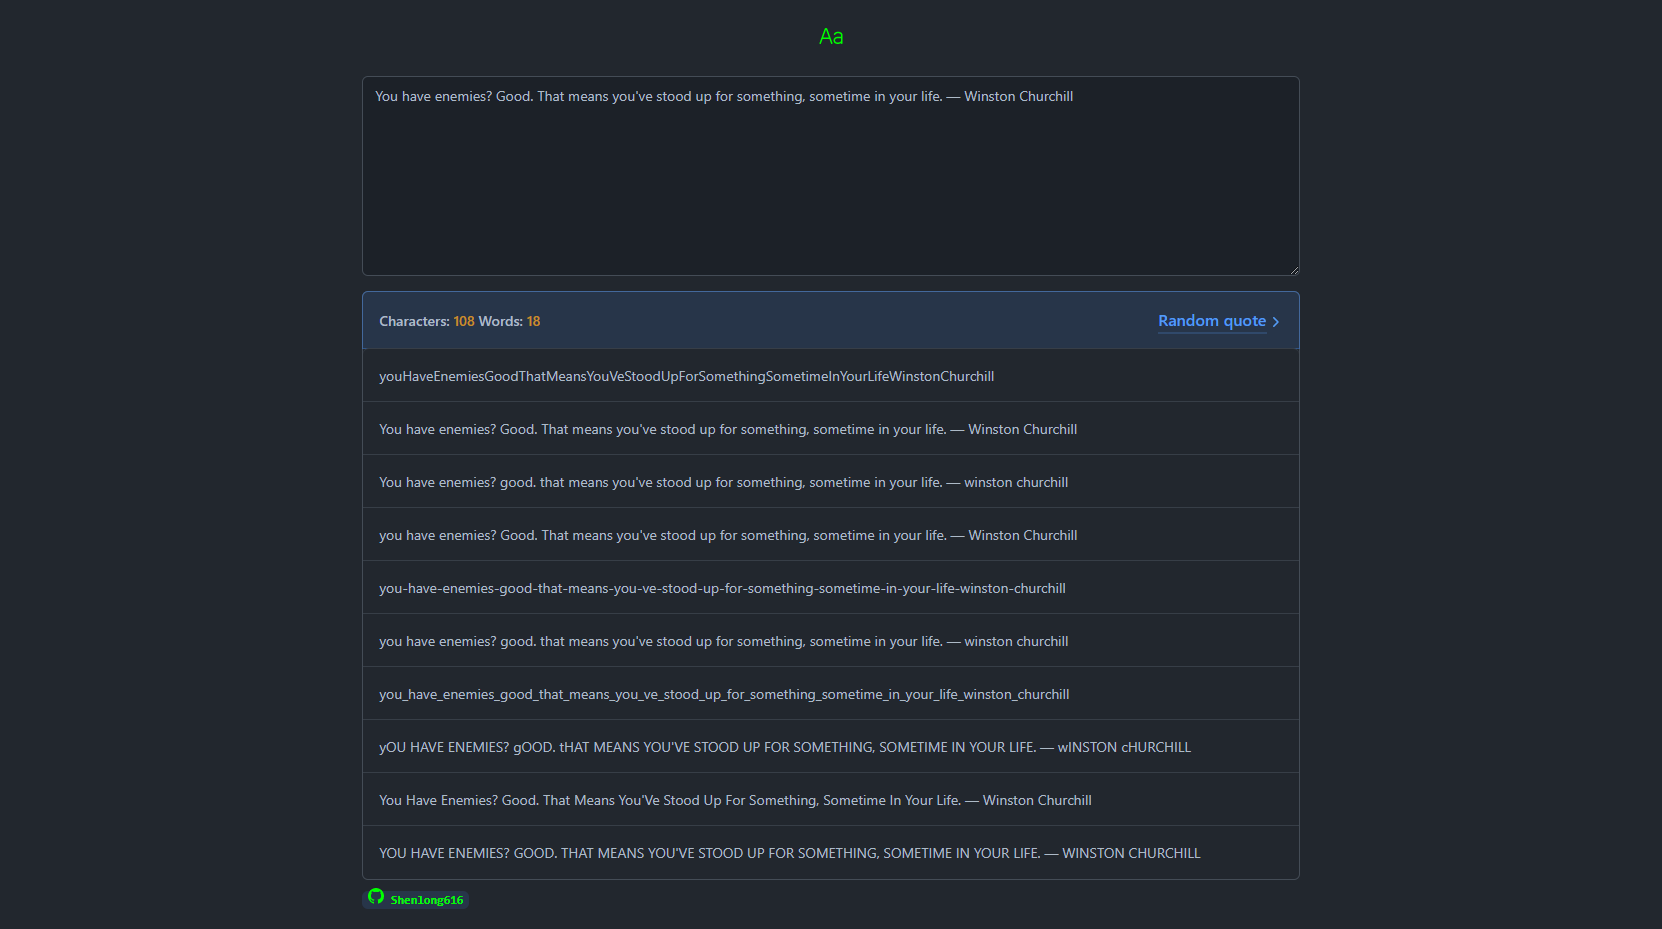 Aa
You have enemies? Good. That means you've stood up for something, sometime in your life. — Winston Churchill
Characters: 108 Words: 18
Random quote
youHaveEnemiesGoodThatMeansYouVeStoodUpForSomethingSometimeInYourLifeWinstonChurchill
You have enemies? Good. That means you've stood up for something, sometime in your life. — Winston Churchill
You have enemies? good. that means you've stood up for something, sometime in your life. — winston churchill
you have enemies? Good. That means you've stood up for something, sometime in your life. — Winston Churchill
you-have-enemies-good-that-means-you-ve-stood-up-for-something-sometime-in-your-life-winston-churchill
you have enemies? good. that means you've stood up for something, sometime in your life. — winston churchill
you_have_enemies_good_that_means_you_ve_stood_up_for_something_sometime_in_your_life_winston_churchill
yOU HAVE ENEMIES? gOOD. tHAT MEANS YOU'VE STOOD UP FOR SOMETHING, SOMETIME IN YOUR LIFE. — wINSTON cHURCHILL
You Have Enemies? Good. That Means You'Ve Stood Up For Something, Sometime In Your Life. — Winston Churchill
YOU HAVE ENEMIES? GOOD. THAT MEANS YOU'VE STOOD UP FOR SOMETHING, SOMETIME IN YOUR LIFE. — WINSTON CHURCHILL
Shenlong616